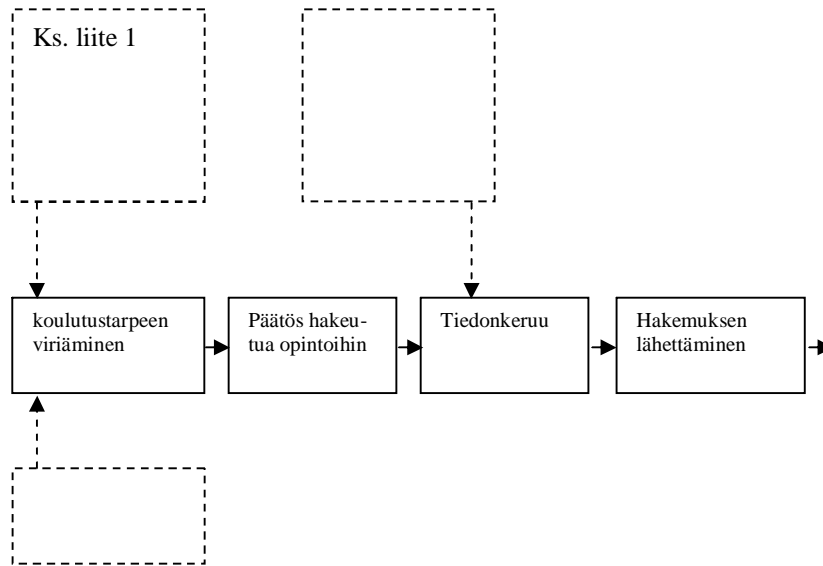 Ks. liite 1
koulutustarpeen
viriäminen
Päätös hakeu-
tua opintoihin
Tiedonkeruu
Hakemuksen
lähettäminen